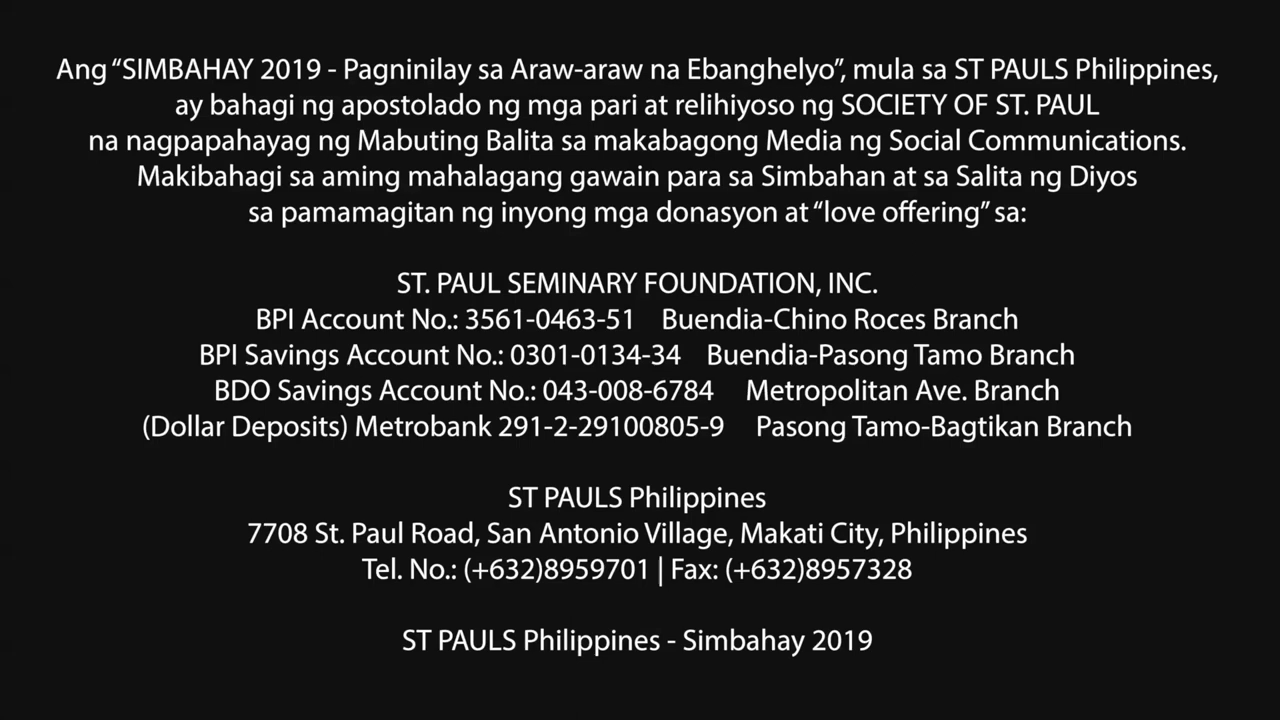 Ang “SIMBAHAY 2019 - Pagninilay sa Araw-araw na Ebanghelyo”, mula sa ST PAULS Philippines,
ay bahagi ng apostolado ng mga pari at relihiyoso ng SOCIETY OF ST. PAUL
na nagpapahayag ng Mabuting Balita sa makabagong Media ng Social Communications.
Makibahagi sa aming mahalagang gawain para sa Simbahan at sa Salita ng Diyos
sa pamamagitan ng inyong mga donasyon at “love offering” sa:
ST. PAUL SEMINARY FOUNDATION, INC.
BPI Account No.: 3561-0463-51 Buendia-Chino Roces Branch
BPI Savings Account No.: 0301-0134-34 Buendia-Pasong Tamo Branch
BDO Savings Account No.: 043-008-6784 Metropolitan Ave. Branch
(Dollar Deposits) Metrobank 291-2-29100805-9 Pasong Tamo-Bagtikan Branch
ST PAULS Philippines
7708 St. Paul Road, San Antonio Village, Makati City, Philippines
Tel. No.: (+632)8959701 | Fax: (+632)8957328
ST PAULS Philippines - Simbahay 2019